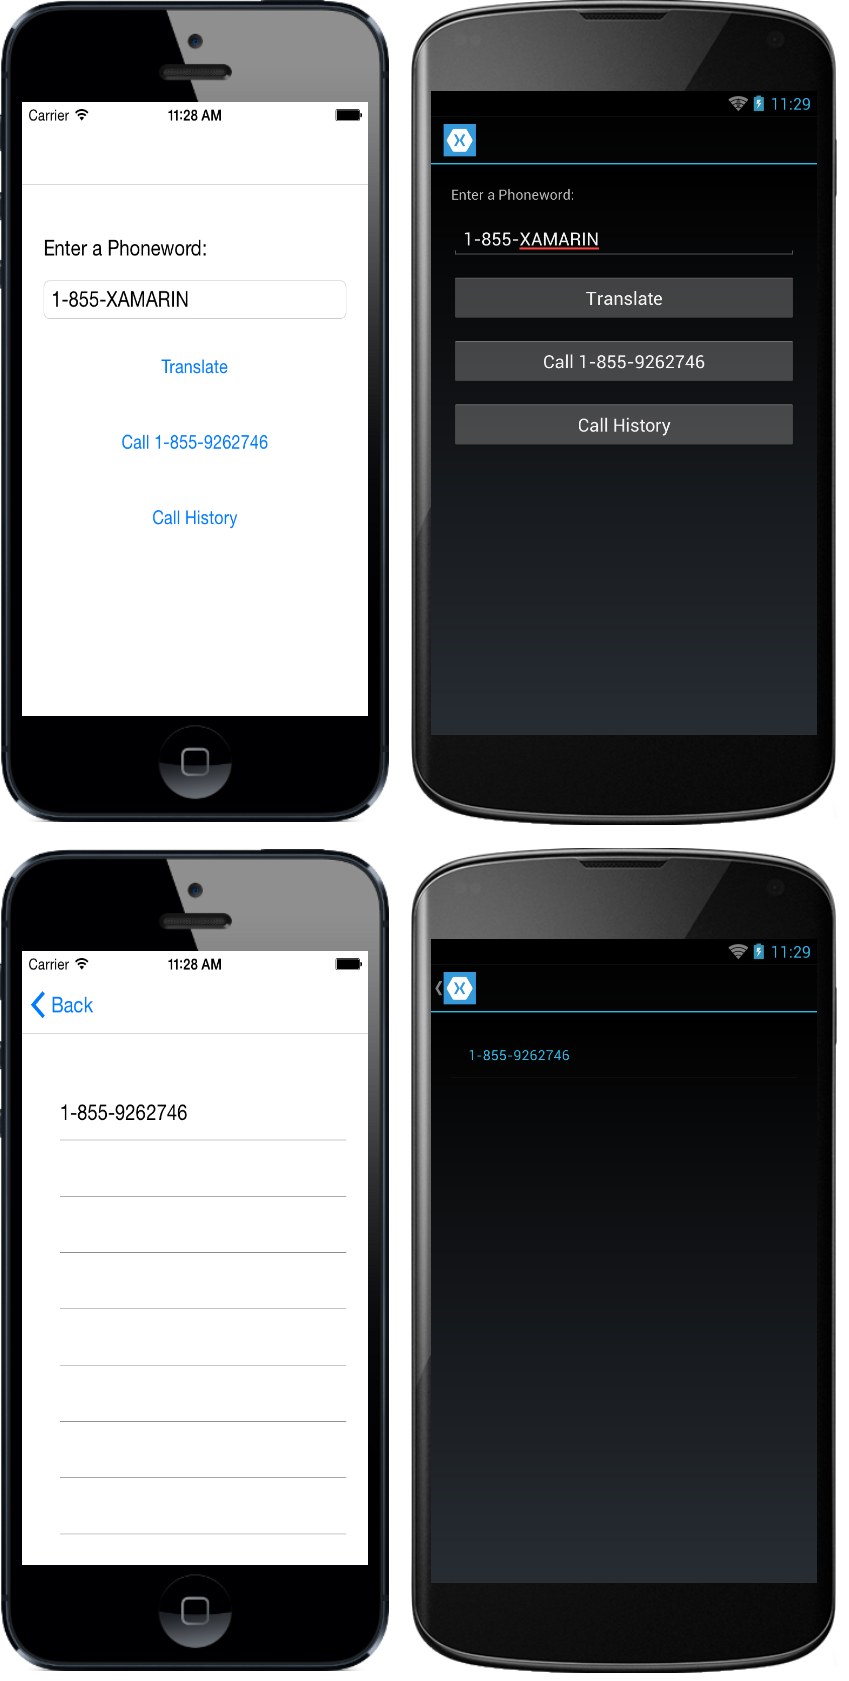 Carrier 11:28 AM
Enter a Phoneword:
1-855-XAMARIN
Translate
Call 1-855-9262746
Call History
11:29
Enter a Phoneword:
1-855-XAMARIN
Translate
Call 1-855-9262746
Call History
Carrier 11:28 AM
Back
1-855-9262746
11:29
1-855-9262746